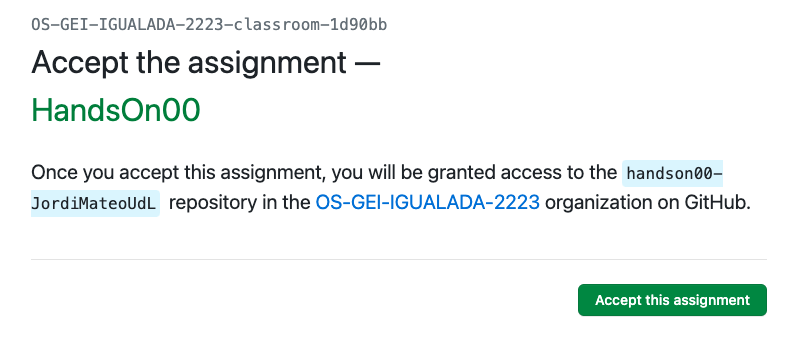 OS-GEI-IGUALADA-2223-classroom-1d90bb
Accept the assignment —
HandsOn00
Once you accept this assignment, you will be granted access to the handson00-
JordiMateoUdL repository in the OS-GEI-IGUALADA-2223 organization on GitHub.
Accept this assignment